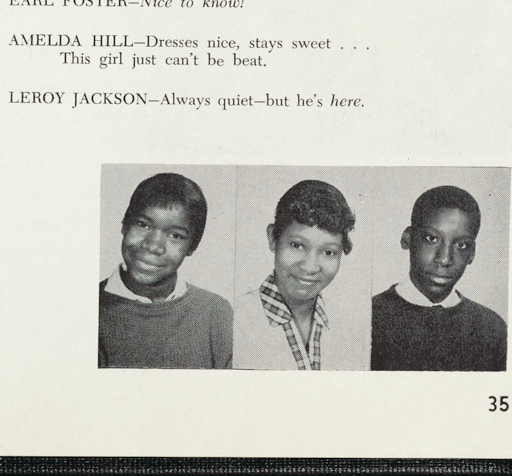 EARL FOSTER—Nice to know!
AMELDA HILL—Dresses nice, stays sweet . . .
This girl just can't be beat.
LEROY JACKSON—Always quiet—but he's here.
35